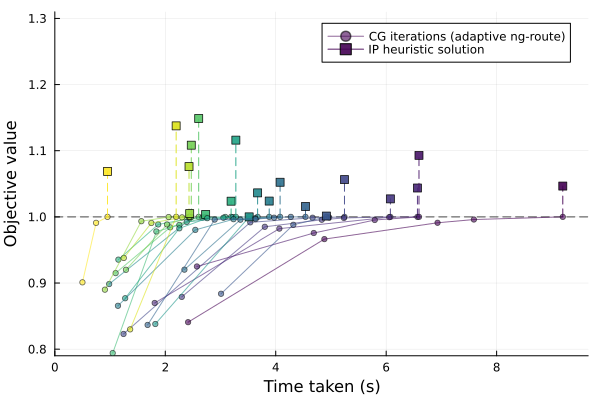 1.3
1.2
1.1
1.0
0.9
0.8
Objective value
CG iterations (adaptive ng-route)
IP heuristic solution
0 2 4 6 8
Time taken (s)